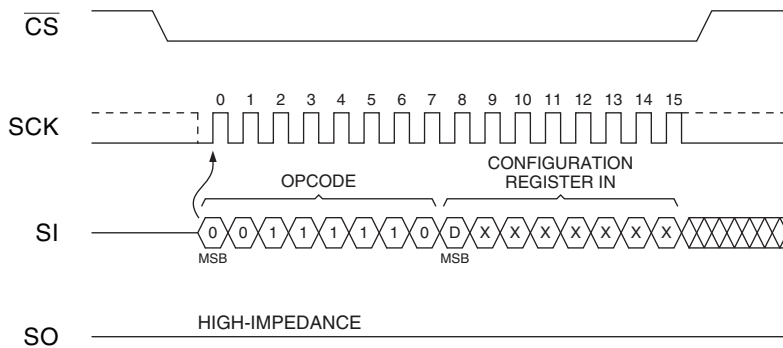 CS
0 1 2 3 4 5 6 7 8 9 10 11 12 13 14 15
SCK
OPCODE
CONFIGURATION
REGISTER IN
SI
0 0 1 1 1 1 1 0 D X X X X X X X
MSB MSB
HIGH-IMPEDANCE
SO